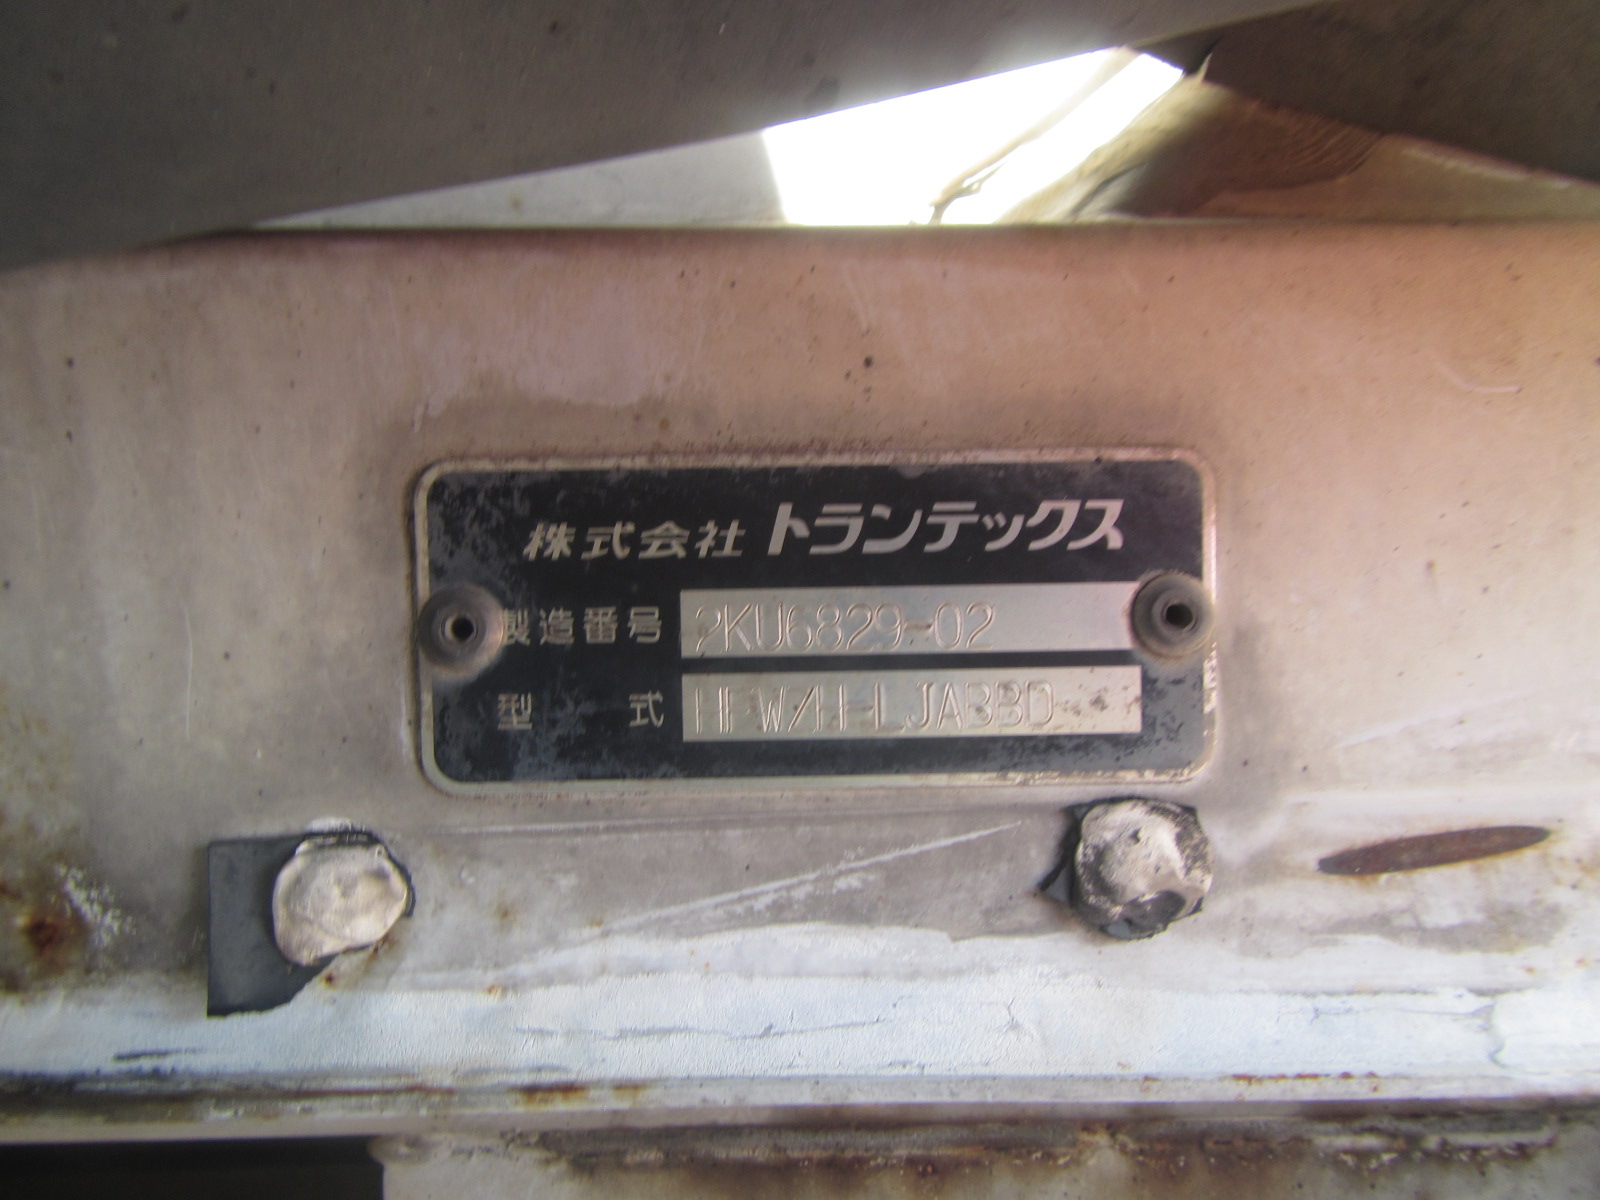 株式会社 トランテックス
製造番号 2KU6829-02
型式